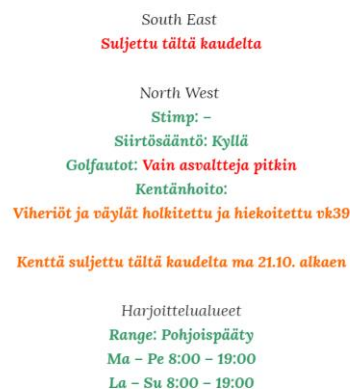 South East
Suljettu tältä kaudelta
North West
Stimp: –
Siirtösääntö: Kyllä
Golfautot: Vain asvaltteja pitkin
Kentänhoito:
Viheriöt ja väylät holkitettu ja hiekoitettu vk39
Kenttä suljettu tältä kaudelta ma 21.10. alkaen
Harjoittelualueet
Range: Pohjoispääty
Ma – Pe 8:00 – 19:00
La – Su 8:00 – 19:00